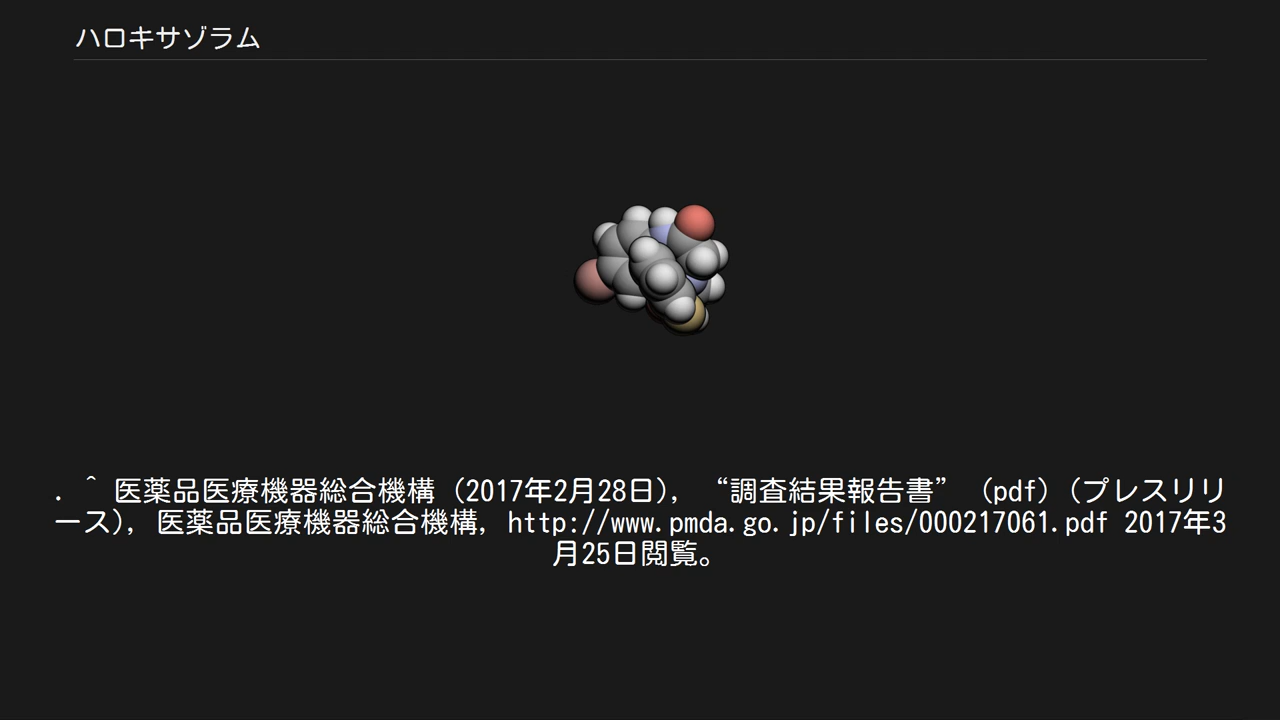 ハロキサゾラム
. ^ 医薬品医療機器総合機構 (2017年2月28日), “調査結果報告書” (pdf) (プレスリリ
ース), 医薬品医療機器総合機構, http://www.pmda.go.jp/files/000217061.pdf 2017年3
月25日閲覧。